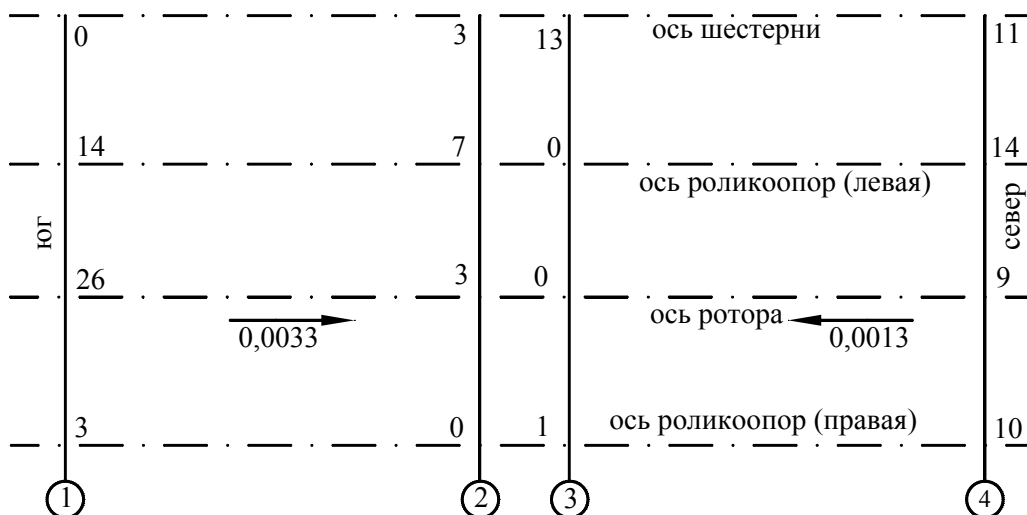 0 3 13 ось шестерни 11
14 7 0 14
ось роликоопор (левая)
юг
север
26 3 0 9
ось ротора
0,0033 0,0013
3 0 1 ось роликоопор (правая) 10
1 2 3 4